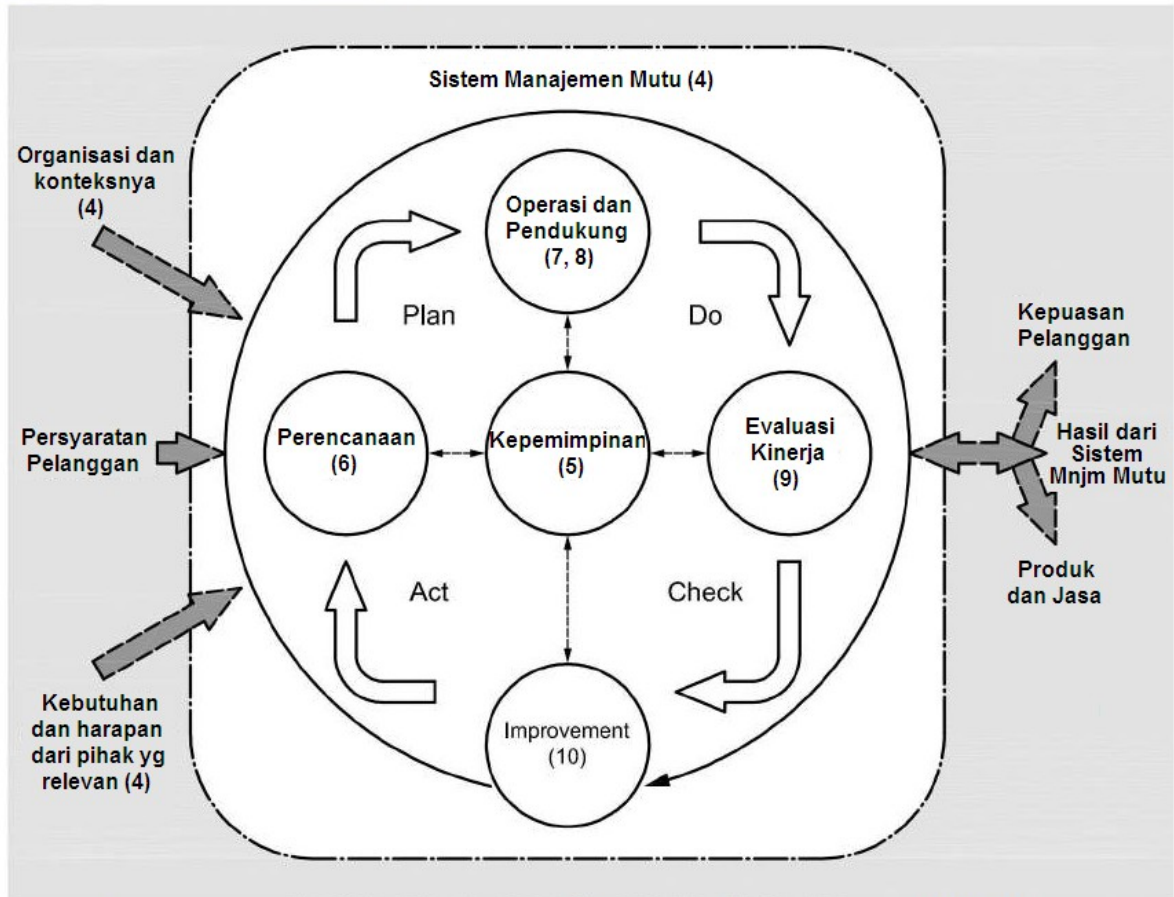 Sistem Manajemen Mutu (4)
Organisasi dan
konteksnya
(4)
Operasi dan
Pendukung
(7, 8)
Plan
Do
Kepuasan
Pelanggan
Persyaratan
Pelanggan
Perencanaan
(6)
Kepemimpinan
(5)
Evaluasi
Kinerja
(9)
Hasil dari
Sistem
Mnjm Mutu
Act
Check
Produk
dan Jasa
Kebutuhan
dan harapan
dari pihak yg
relevan (4)
Improvement
(10)